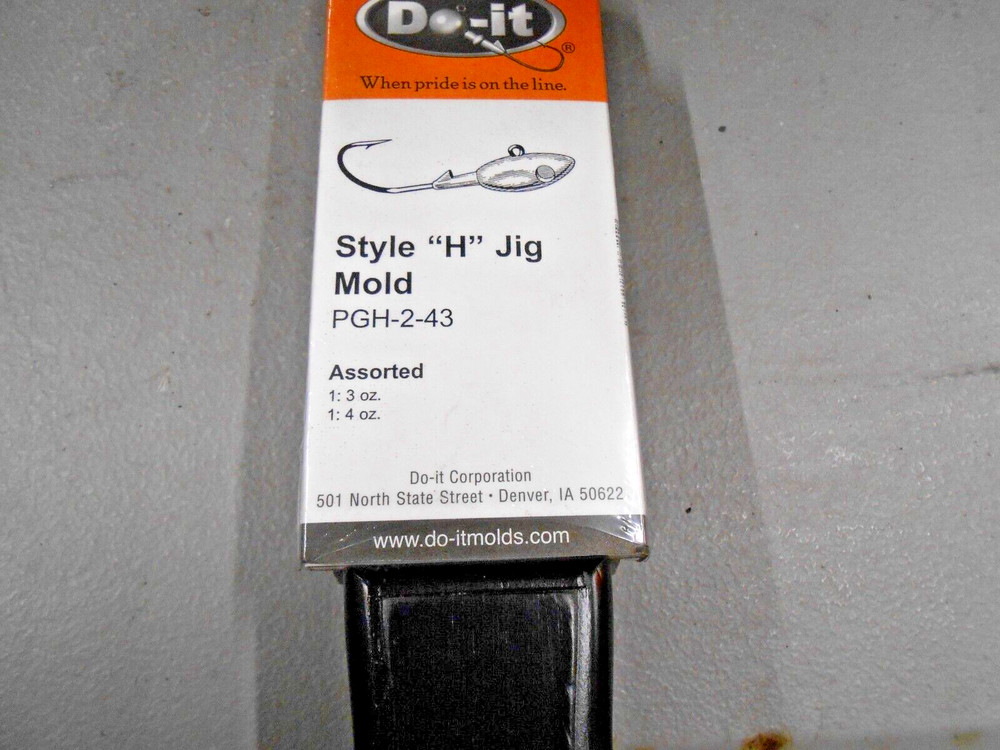 Do-it
®
When pride is on the line.
Style “H” Jig
Mold
PGH-2-43
Assorted
1: 3 oz.
1: 4 oz.
Do-it Corporation
501 North State Street • Denver, IA 50622
www.do-itmolds.com